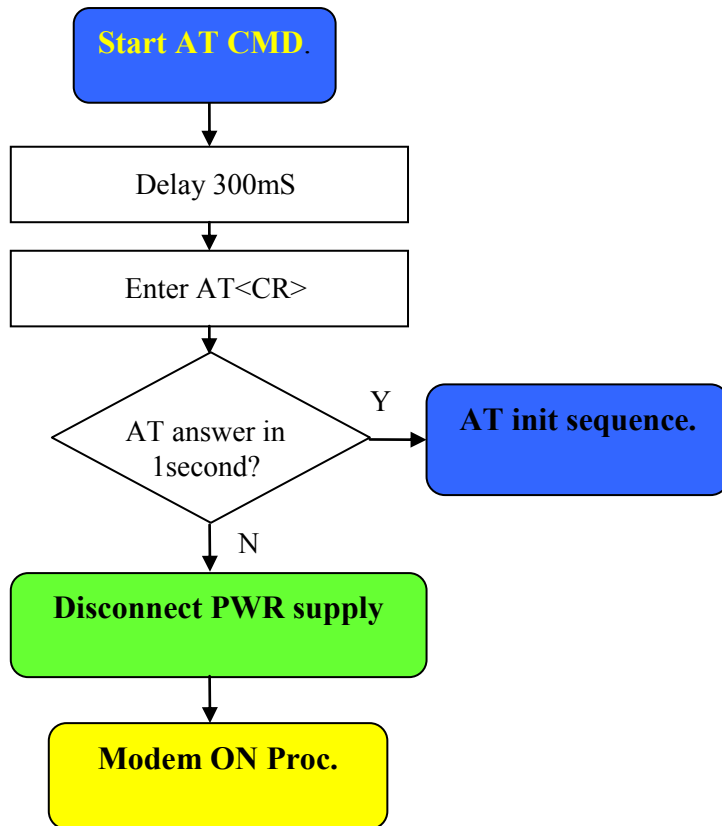 Start AT CMD.
Delay 300mS
Enter AT<CR>
AT answer in
1second?
Y
AT init sequence.
N
Disconnect PWR supply
Modem ON Proc.